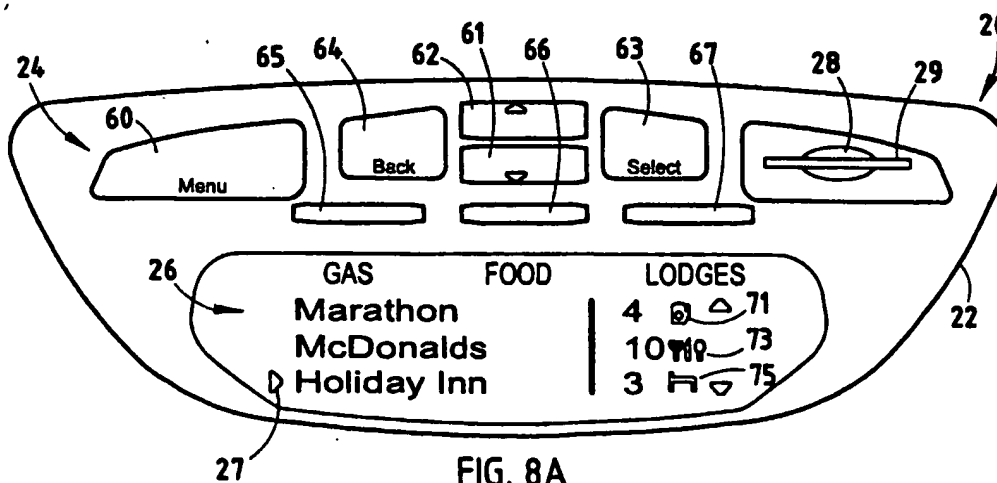 61
64
62
66
63
67
20
65
28
24
29
60
Back
Select
Menu
26
GAS FOOD LODGES
Marathon 4 71
22
McDonalds 10 73
Holiday Inn 3 75
27
FIG. 8A